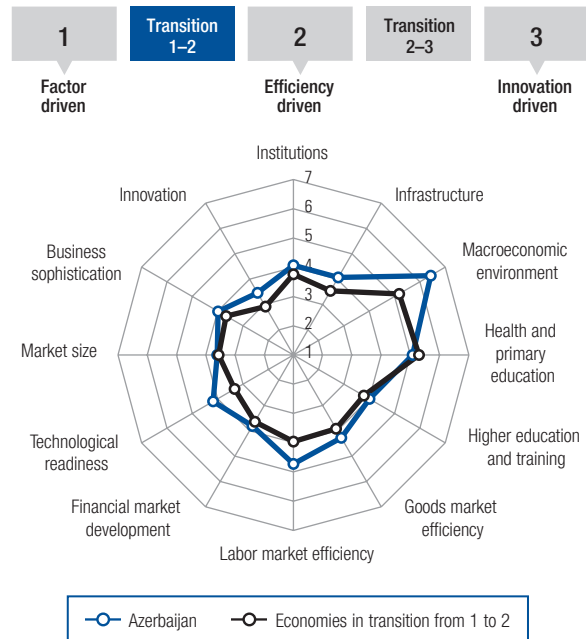 1
Transition
1–2
2
Transition
2–3
3
Factor
driven
Efficiency
driven
Innovation
driven
Institutions
Innovation
Infrastructure
Business
sophistication
Macroeconomic
environment
Market size
Health and
primary
education
Technological
readiness
Higher education
and training
Financial market
development
Goods market
efficiency
Labor market efficiency
7
6
5
4
3
2
1
Azerbaijan
Economies in transition from 1 to 2